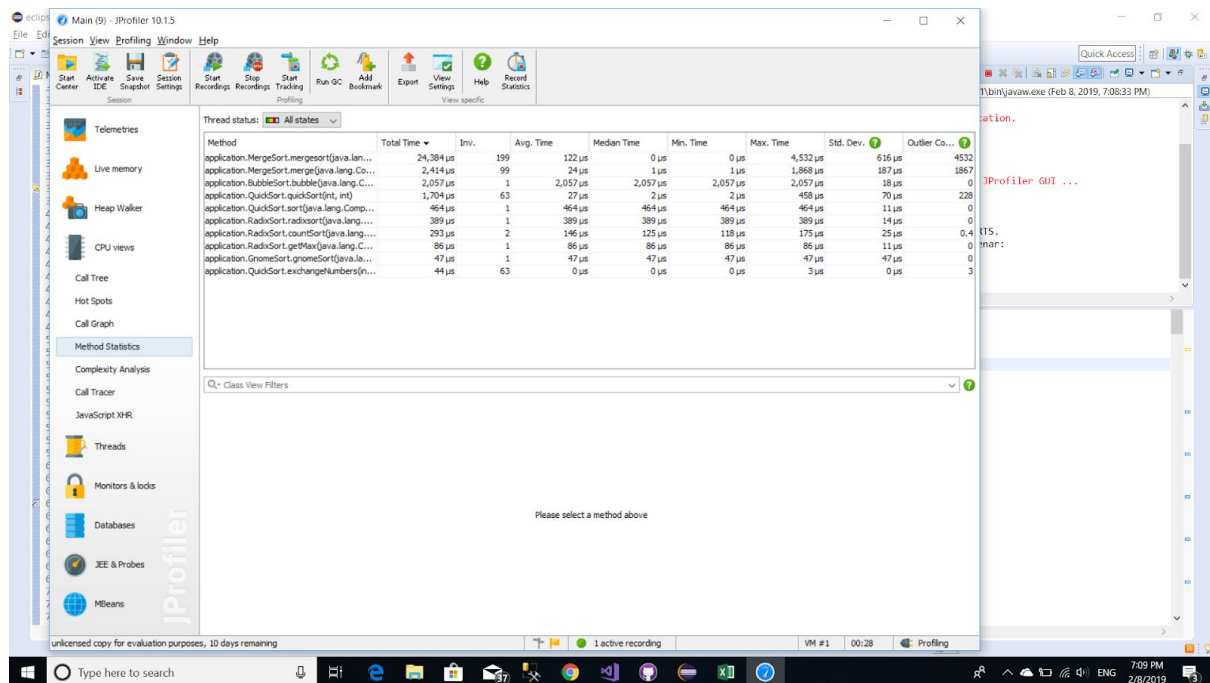 eclips
Main (9) - JProfiler 10.1.5
File Edi
Session View Profiling Window Help
Quick Access
Start Center
Activate IDE
Save Snapshot
Session Settings
Start Recordings
Stop Recordings
Start Tracking
Run GC
Add Bookmark
Export
View Settings
Help
Record Statistics
Session
Profiling
View specific
1\bin\javaw.exe (Feb 8, 2019, 7:08:33 PM)
cation.
JProfiler GUI ...
RTS.
enar:
Telemetries
Live memory
Heap Walker
CPU views
Call Tree
Hot Spots
Call Graph
Method Statistics
Complexity Analysis
Call Tracer
JavaScript XHR
Threads
Monitors & locks
Databases
JEE & Probes
MBeans
JProfiler
Thread status: All states
Method Total Time Inv. Avg. Time Median Time Min. Time Max. Time Std. Dev. Outlier Co...
application.MergeSort.mergesort(java.lan... 24,384 µs 199 122 µs 0 µs 0 µs 4,532 µs 616 µs 4532
application.MergeSort.merge(java.lang.Co... 2,414 µs 99 24 µs 1 µs 1 µs 1,868 µs 187 µs 1867
application.BubbleSort.bubble(java.lang.C... 2,057 µs 1 2,057 µs 2,057 µs 2,057 µs 2,057 µs 18 µs 0
application.QuickSort.quickSort(int, int) 1,704 µs 63 27 µs 2 µs 2 µs 458 µs 70 µs 228
application.QuickSort.sort(java.lang.Comp... 464 µs 1 464 µs 464 µs 464 µs 464 µs 11 µs 0
application.RadixSort.radixsort(java.lang.... 389 µs 1 389 µs 389 µs 389 µs 389 µs 14 µs 0
application.RadixSort.countSort(java.lang.... 293 µs 2 146 µs 125 µs 118 µs 175 µs 25 µs 0.4
application.RadixSort.getMax(java.lang.C... 86 µs 1 86 µs 86 µs 86 µs 86 µs 11 µs 0
application.GnomeSort.gnomeSort(java.la... 47 µs 1 47 µs 47 µs 47 µs 47 µs 47 µs 0
application.QuickSort.exchangeNumbers(in... 44 µs 63 0 µs 0 µs 0 µs 3 µs 0 µs 3
Class View Filters
Please select a method above
unlicensed copy for evaluation purposes, 10 days remaining
1 active recording
VM #1
00:28
Profiling
Type here to search
37
ENG
7:09 PM
2/8/2019
3